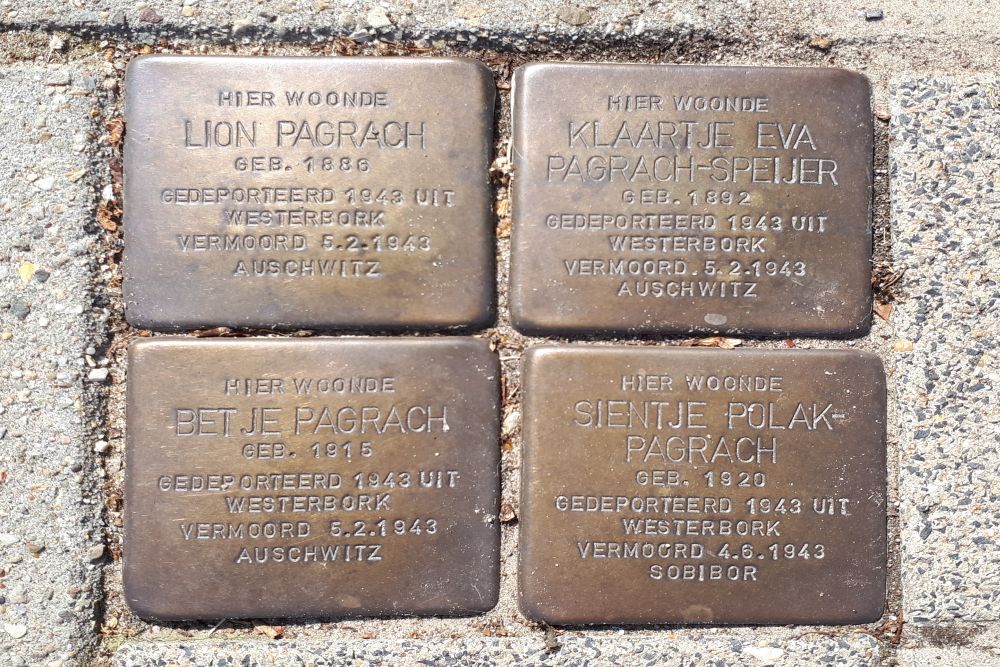 HIER WOONDE
LION PAGRACH
GEB. 1886
GEDEPORTEERD 1943 UIT
WESTERBORK
VERMOORD 5.2.1943
AUSCHWITZ
HIER WOONDE
KLAARTJE EVA
PAGRACH-SPEIJER
GEB. 1892
GEDEPORTEERD 1943 UIT
WESTERBORK
VERMOORD 5.2.1943
AUSCHWITZ
HIER WOONDE
BETJE PAGRACH
GEB. 1915
GEDEPORTEERD 1943 UIT
WESTERBORK
VERMOORD 5.2.1943
AUSCHWITZ
HIER WOONDE
SIENTJE POLAK-
PAGRACH
GEB. 1920
GEDEPORTEERD 1943 UIT
WESTERBORK
VERMOORD 4.6.1943
SOBIBOR